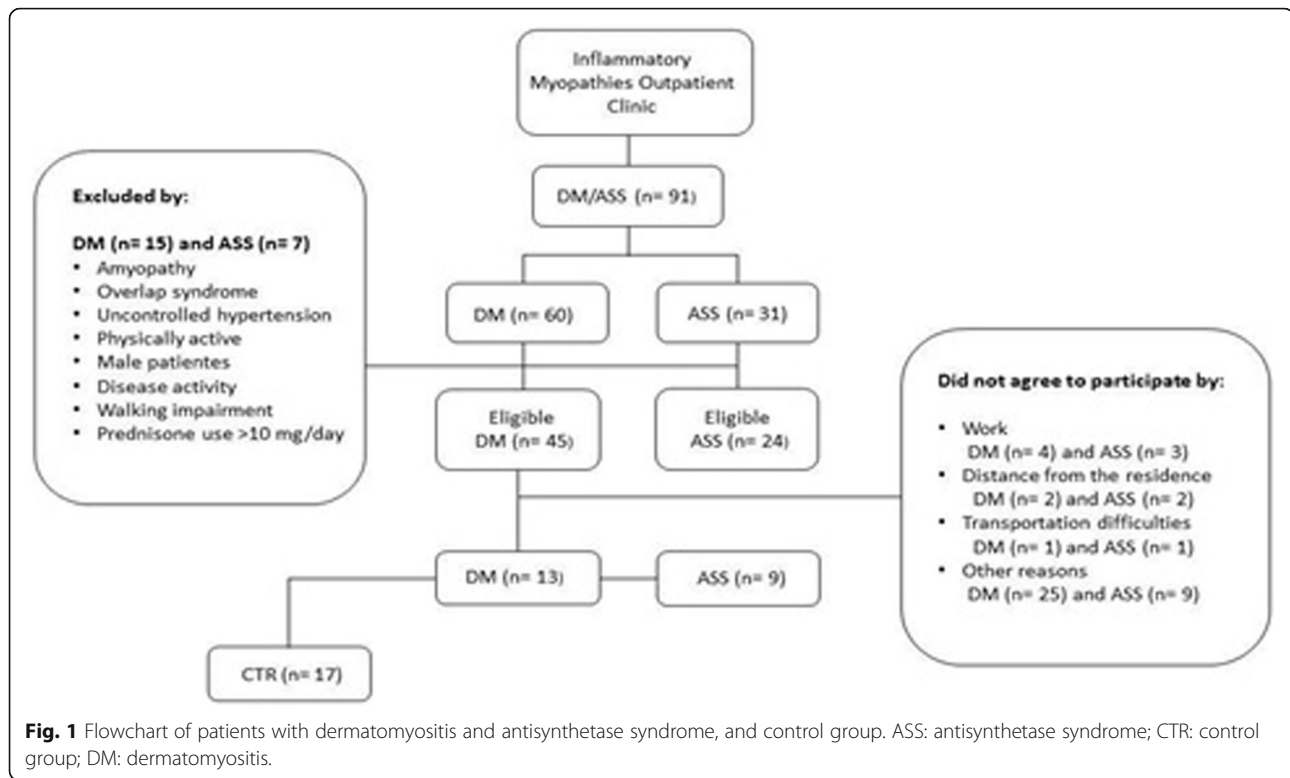 Inflammatory
Myopathies Outpatient
Clinic
DM/ASS (n= 91)
Excluded by:
DM (n= 15) and ASS (n= 7)
• Amyopathy
• Overlap syndrome
• Uncontrolled hypertension
• Physically active
• Male patientes
• Disease activity
• Walking impairment
• Prednisone use >10 mg/day
DM (n= 60)
ASS (n= 31)
Eligible
DM (n= 45)
Eligible
ASS (n= 24)
Did not agree to participate by:
• Work
DM (n= 4) and ASS (n= 3)
• Distance from the residence
DM (n= 2) and ASS (n= 2)
• Transportation difficulties
DM (n= 1) and ASS (n= 1)
• Other reasons
DM (n= 25) and ASS (n= 9)
DM (n= 13)
ASS (n= 9)
CTR (n= 17)
Fig. 1 Flowchart of patients with dermatomyositis and antisynthetase syndrome, and control group. ASS: antisynthetase syndrome; CTR: control
group; DM: dermatomyositis.